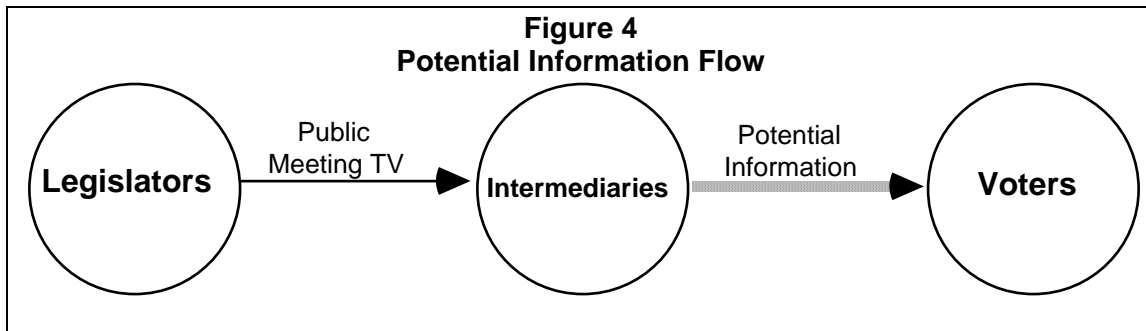 Figure 4
Potential Information Flow
Legislators
Public
Meeting TV
Intermediaries
Potential
Information
Voters